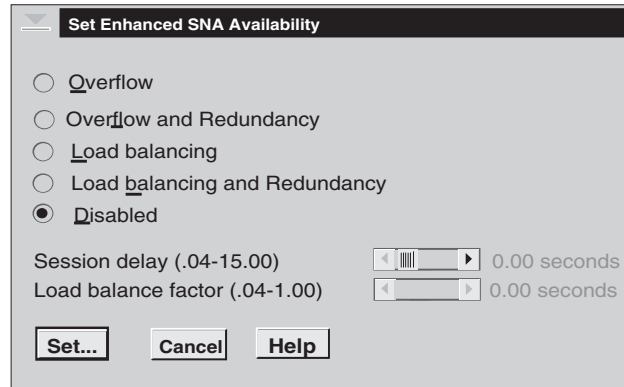 Set Enhanced SNA Availability
Overflow
Overflow and Redundancy
Load balancing
Load balancing and Redundancy
Disabled
Session delay (.04-15.00) 0.00 seconds
Load balance factor (.04-1.00) 0.00 seconds
Set... Cancel Help